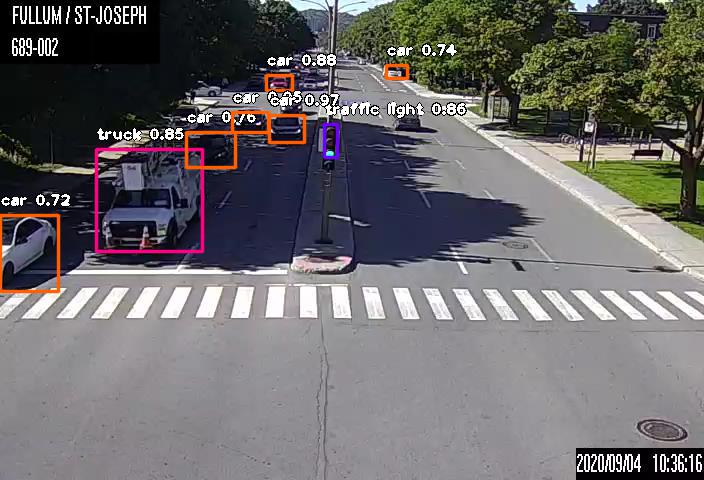 FULLUM / ST-JOSEPH
689-002
car 0.74
car 0.88
car 0.97
traffic light 0.86
car 0.76
truck 0.85
car 0.72
2020/09/04 10:36:16